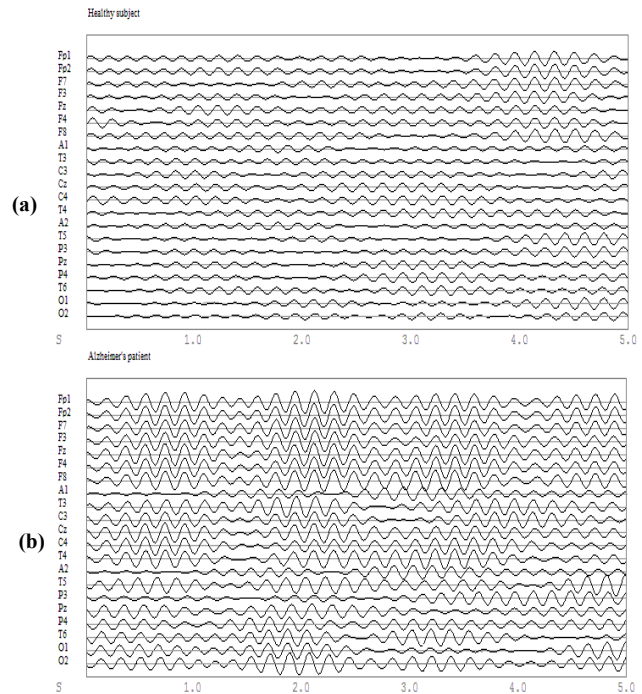 Healthy subject
Fp1
Fp2
F7
F3
Fz
F4
F8
A1
T3
C3
Cz
C4
T4
A2
T5
P3
Pz
P4
T6
O1
O2
(a)
S 1.0 2.0 3.0 4.0 5.0
Alzheimer's patient
Fp1
Fp2
F7
F3
Fz
F4
F8
A1
T3
C3
Cz
C4
T4
A2
T5
P3
Pz
P4
T6
O1
O2
(b)
S 1.0 2.0 3.0 4.0 5.0